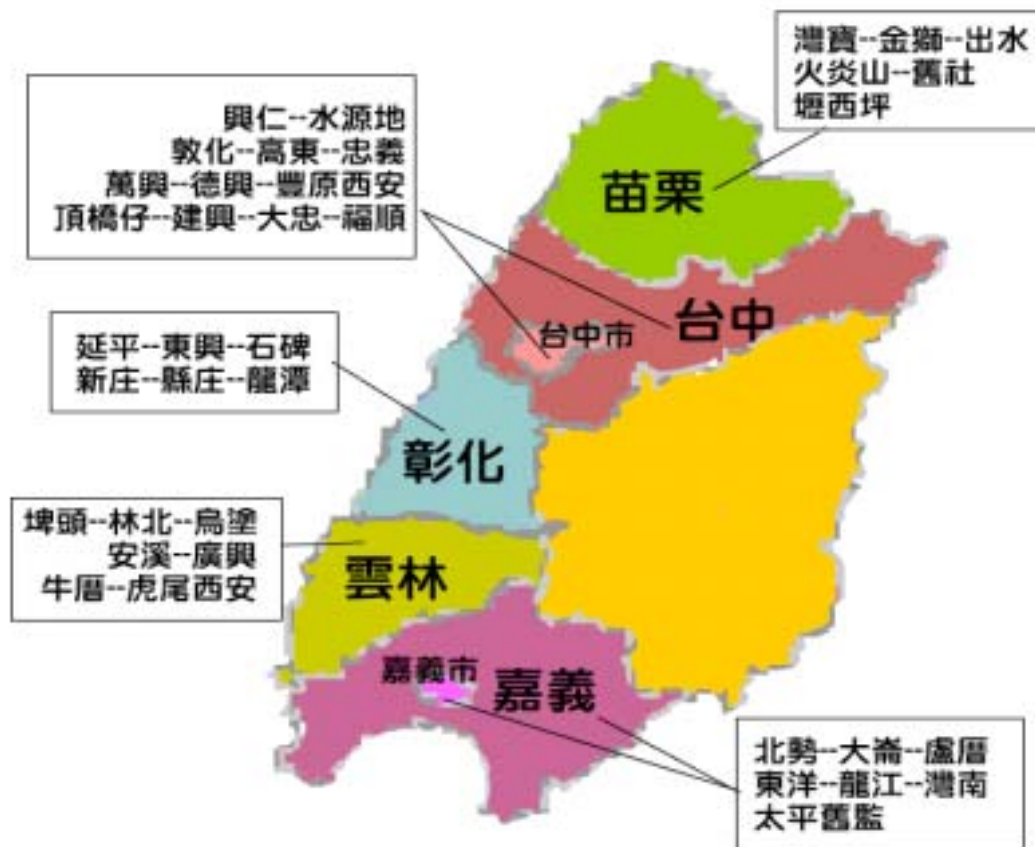 灣寶--金獅--出水
火炎山--舊社
壢西坪
興仁--水源地
敦化--高東--忠義
萬興--德興--豐原西安
頂橋仔--建興--大忠--福順
苗栗
台中
台中市
延平--東興--石碑
新庄--縣庄--龍潭
彰化
埤頭--林北--烏塗
安溪--廣興
牛厝--虎尾西安
雲林
嘉義市
嘉義
北勢--大崙--盧厝
東洋--龍江--灣南
太平舊監